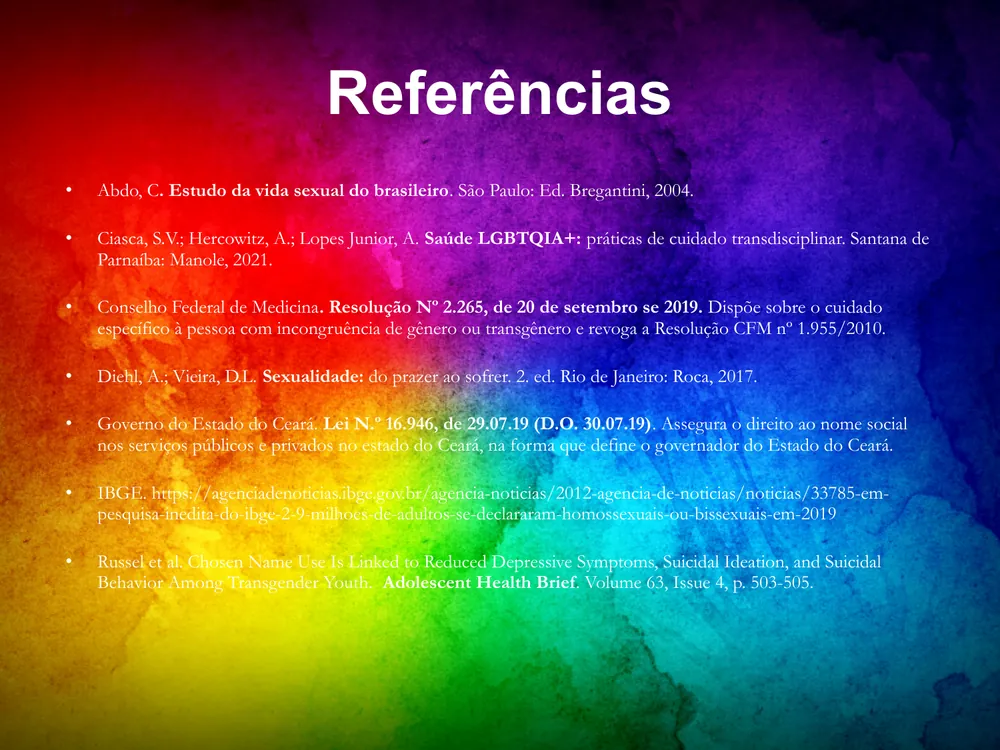 Referências
• Abdo, C. Estudo da vida sexual do brasileiro. São Paulo: Ed. Bregantini, 2004.
• Ciasca, S.V.; Hercowitz, A.; Lopes Junior, A. Saúde LGBTQIA+: práticas de cuidado transdisciplinar. Santana de
Parnaíba: Manole, 2021.
• Conselho Federal de Medicina. Resolução Nº 2.265, de 20 de setembro se 2019. Dispõe sobre o cuidado
específico à pessoa com incongruência de gênero ou transgênero e revoga a Resolução CFM nº 1.955/2010.
• Diehl, A.; Vieira, D.L. Sexualidade: do prazer ao sofrer. 2. ed. Rio de Janeiro: Roca, 2017.
• Governo do Estado do Ceará. Lei N.º 16.946, de 29.07.19 (D.O. 30.07.19). Assegura o direito ao nome social
nos serviços públicos e privados no estado do Ceará, na forma que define o governador do Estado do Ceará.
• IBGE. https://agenciadenoticias.ibge.gov.br/agencia-noticias/2012-agencia-de-noticias/noticias/33785-em-
pesquisa-inedita-do-ibge-2-9-milhoes-de-adultos-se-declararam-homossexuais-ou-bissexuais-em-2019
• Russel et al. Chosen Name Use Is Linked to Reduced Depressive Symptoms, Suicidal Ideation, and Suicidal
Behavior Among Transgender Youth. Adolescent Health Brief. Volume 63, Issue 4, p. 503-505.